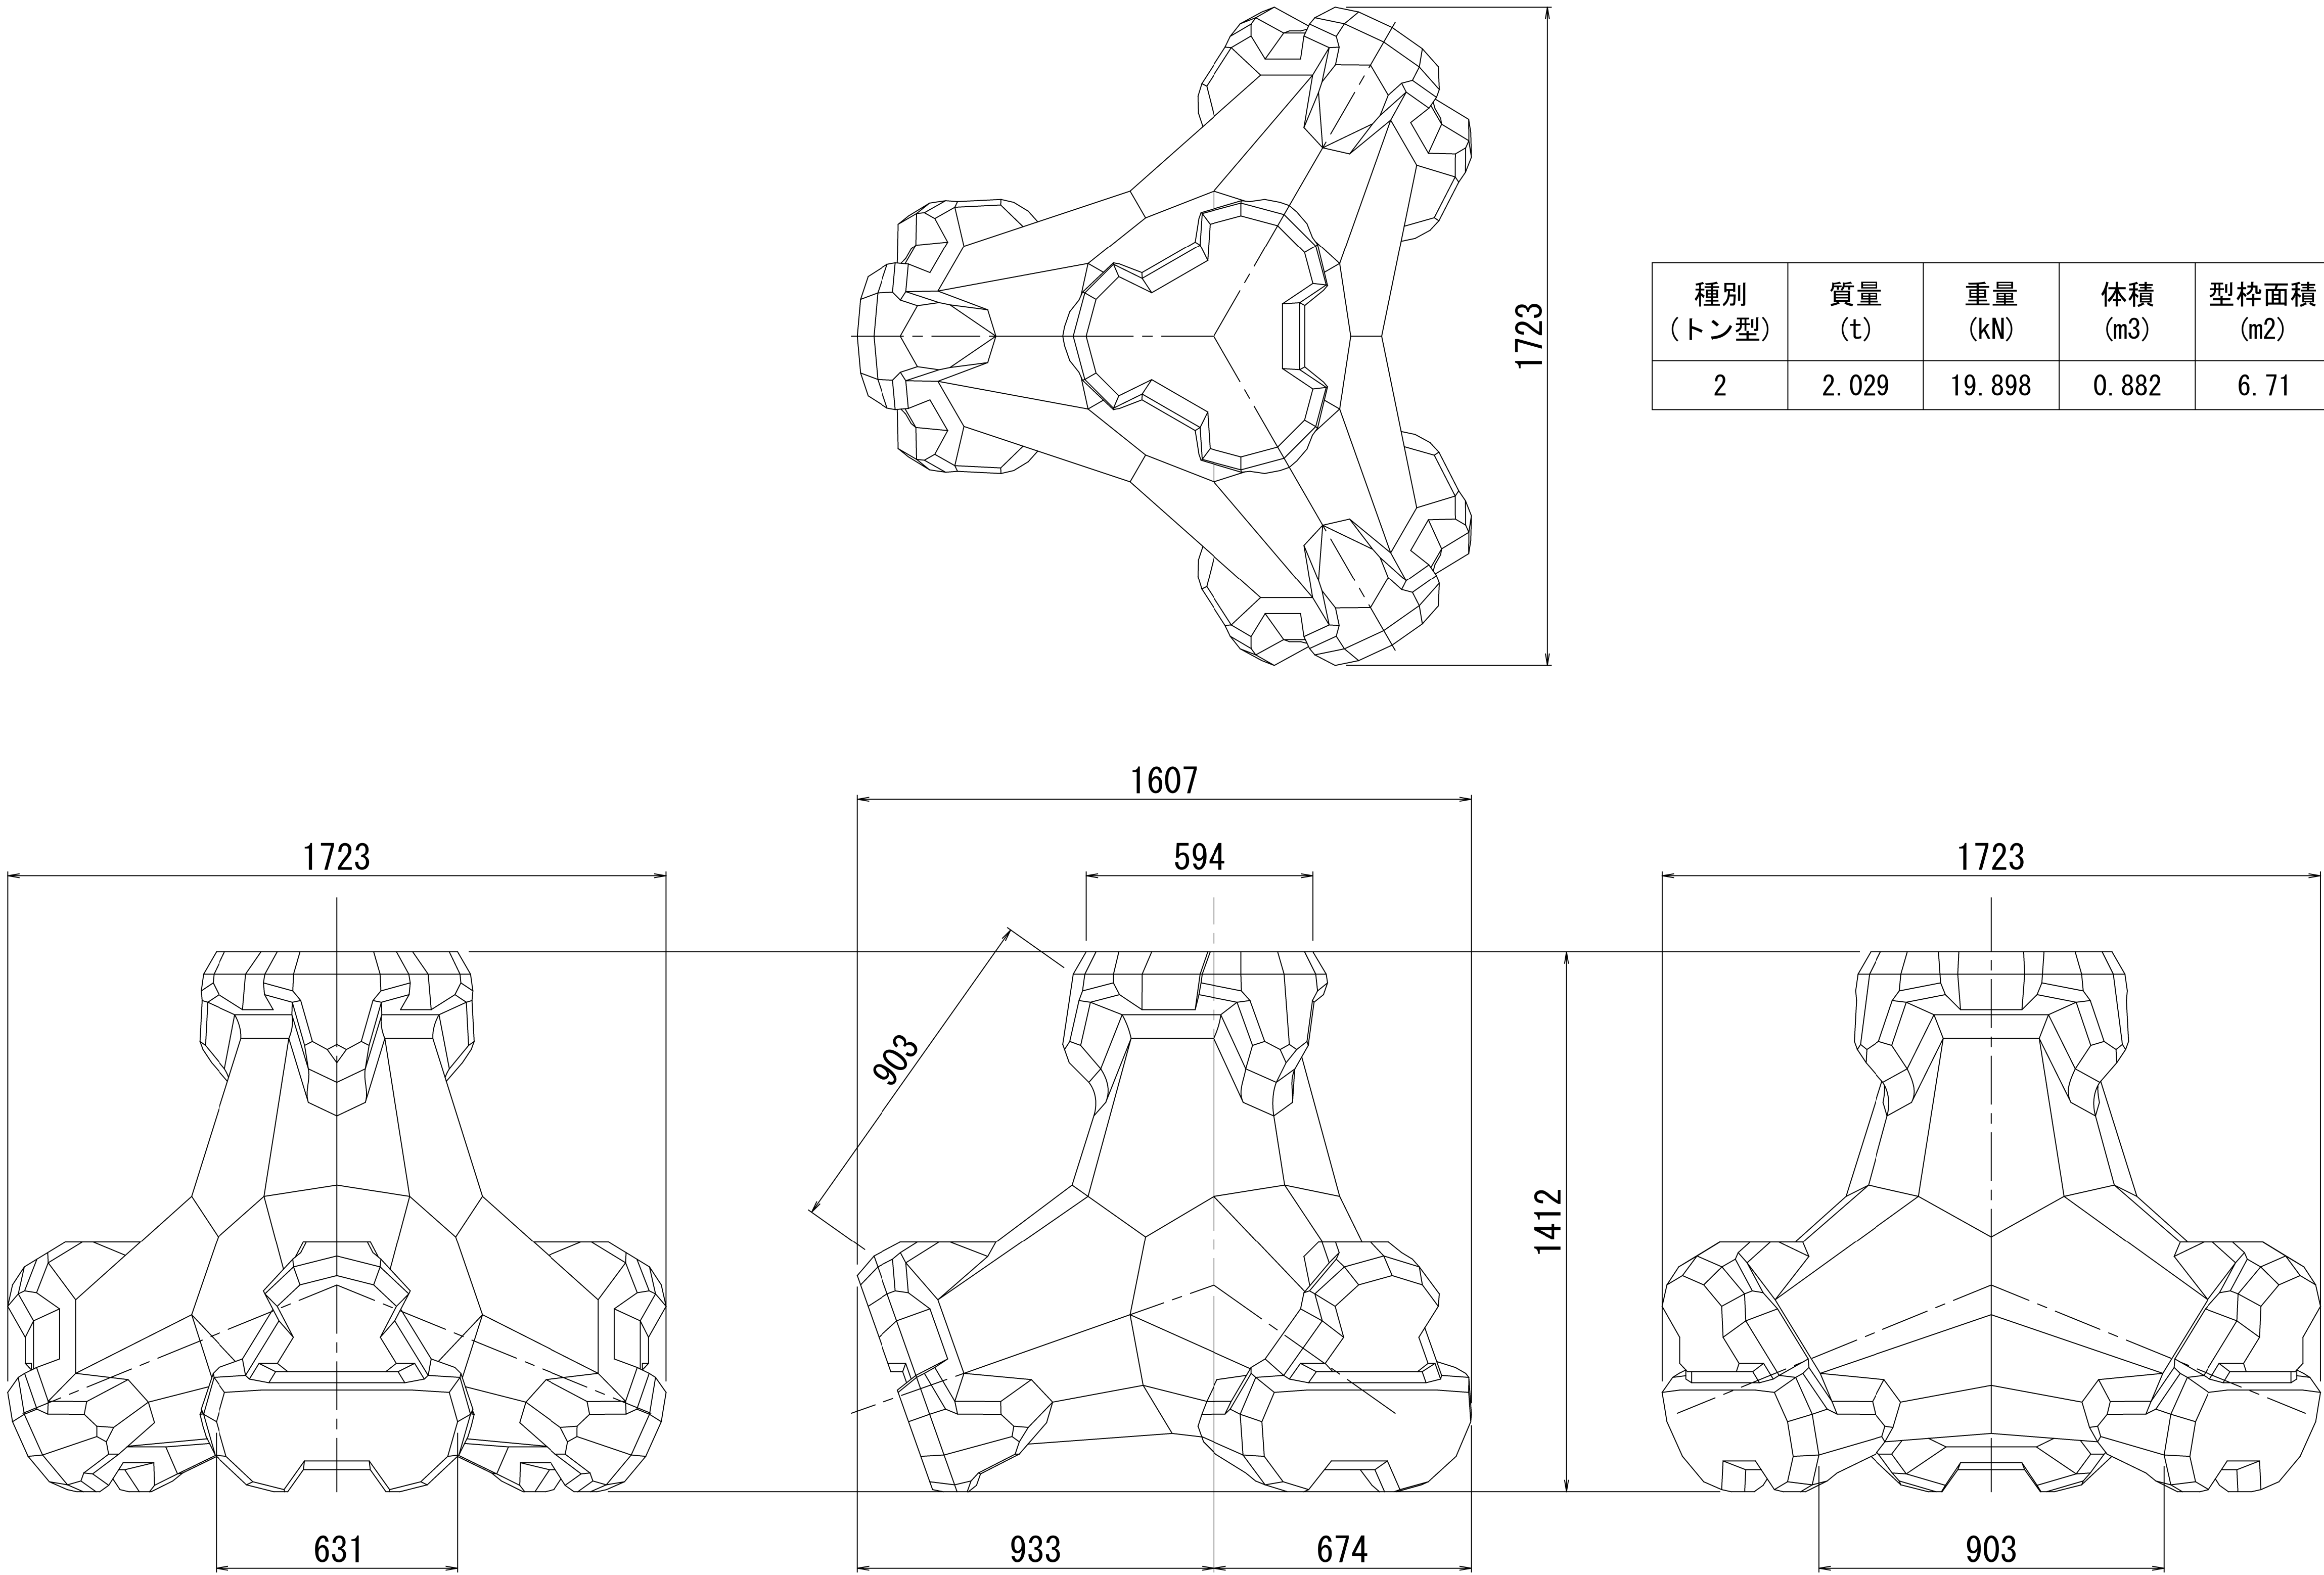 1723
種別 質量 重量 体積 型枠面積
(トン型) (t) (kN) (m3) (m2)
2 2.029 19.898 0.882 6.71
1607
1723 594 1723
903
1412
631 933 674 903